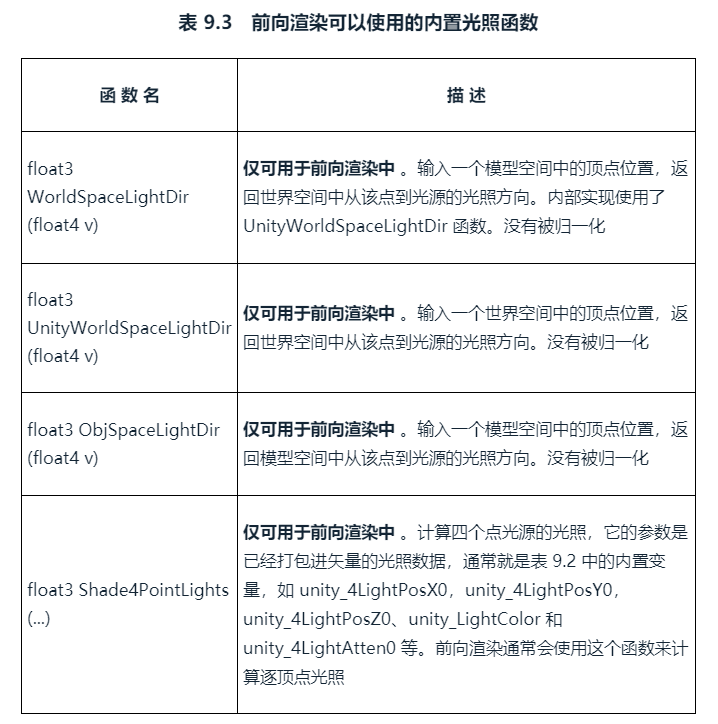 表 9.3 前向渲染可以使用的内置光照函数
函 数 名
描 述
float3
WorldSpaceLightDir
(float4 v)
仅可用于前向渲染中 。输入一个模型空间中的顶点位置，返
回世界空间中从该点到光源的光照方向。内部实现使用了
UnityWorldSpaceLightDir 函数。没有被归一化
float3
UnityWorldSpaceLightDir
(float4 v)
仅可用于前向渲染中 。输入一个世界空间中的顶点位置，返
回世界空间中从该点到光源的光照方向。没有被归一化
float3 ObjSpaceLightDir
(float4 v)
仅可用于前向渲染中 。输入一个模型空间中的顶点位置，返
回模型空间中从该点到光源的光照方向。没有被归一化
float3 Shade4PointLights
(...)
仅可用于前向渲染中 。计算四个点光源的光照，它的参数是
已经打包进矢量的光照数据，通常就是表 9.2 中的内置变
量，如 unity_4LightPosX0，unity_4LightPosY0，
unity_4LightPosZ0、unity_LightColor 和
unity_4LightAtten0 等。前向渲染通常会使用这个函数来计
算逐顶点光照